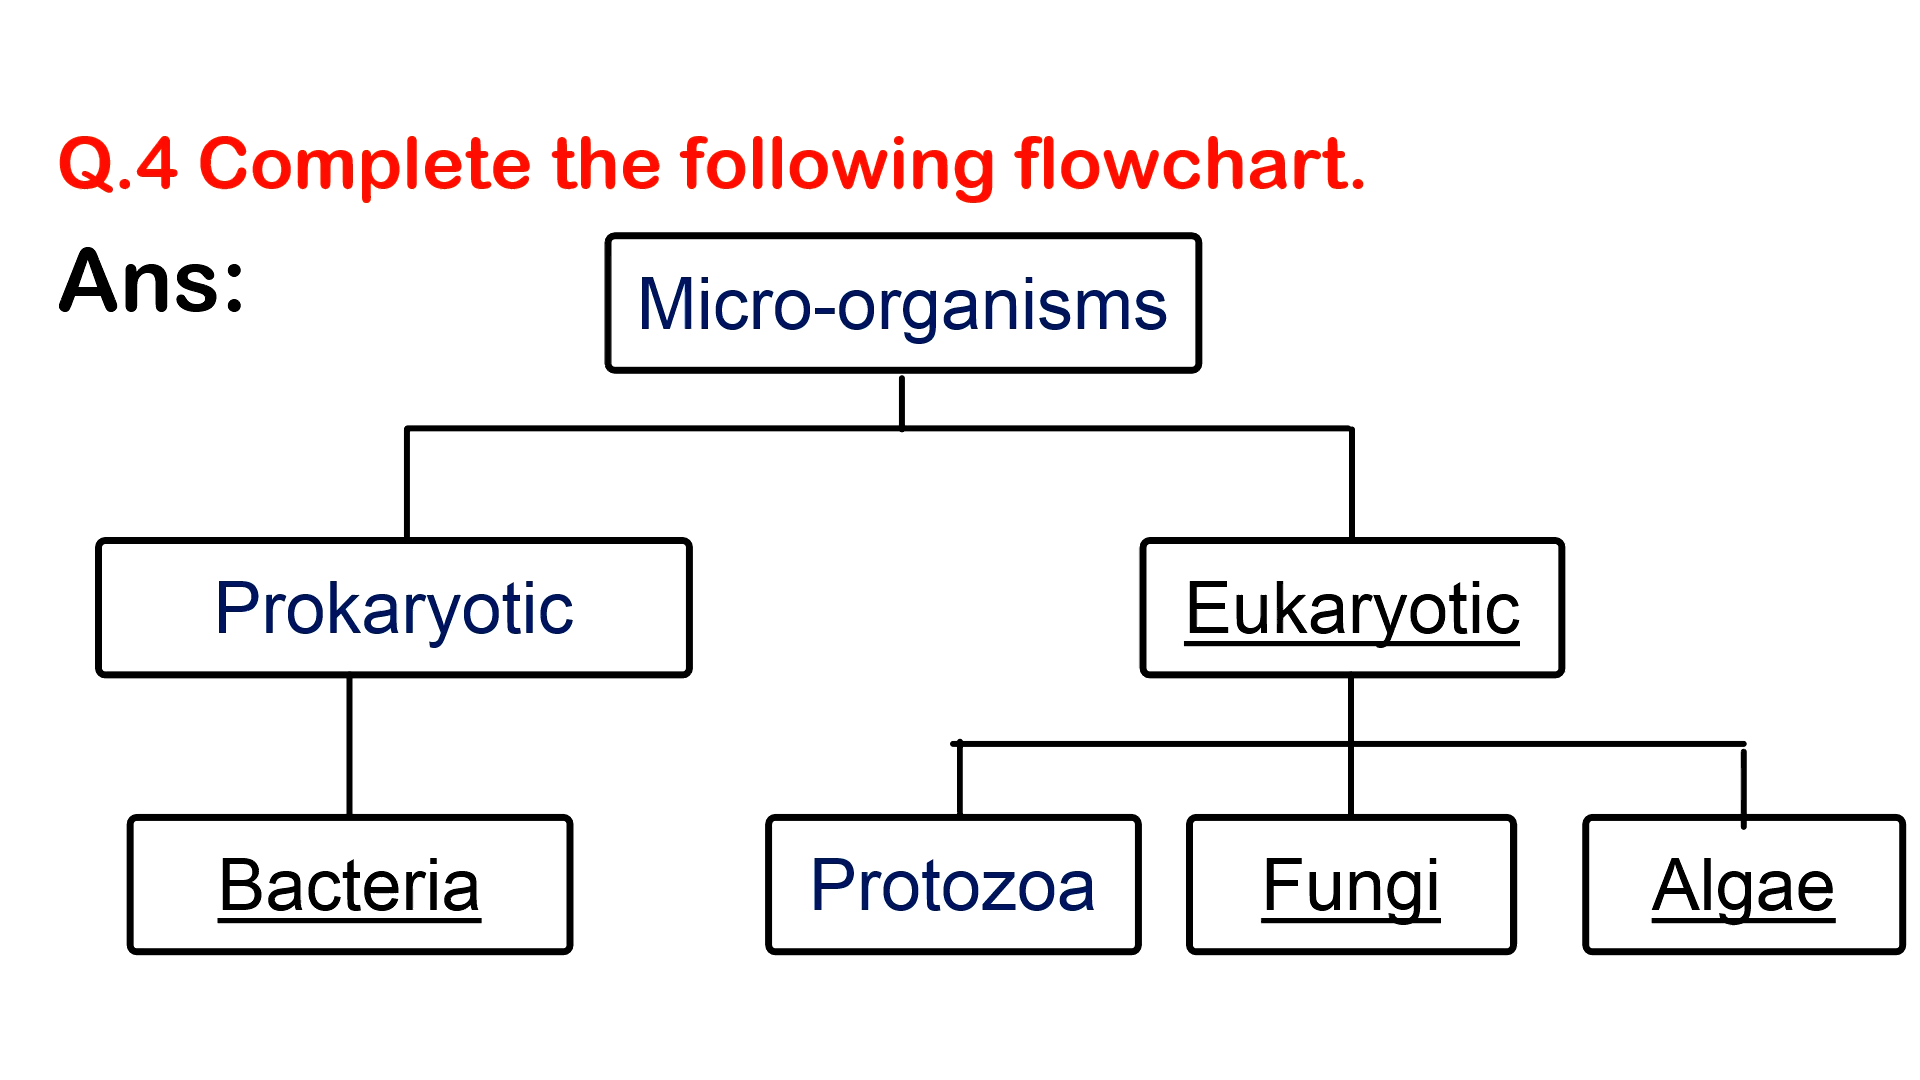 Q.4 Complete the following flowchart.
Ans:
Micro-organisms
Prokaryotic
Eukaryotic
Bacteria
Protozoa
Fungi
Algae